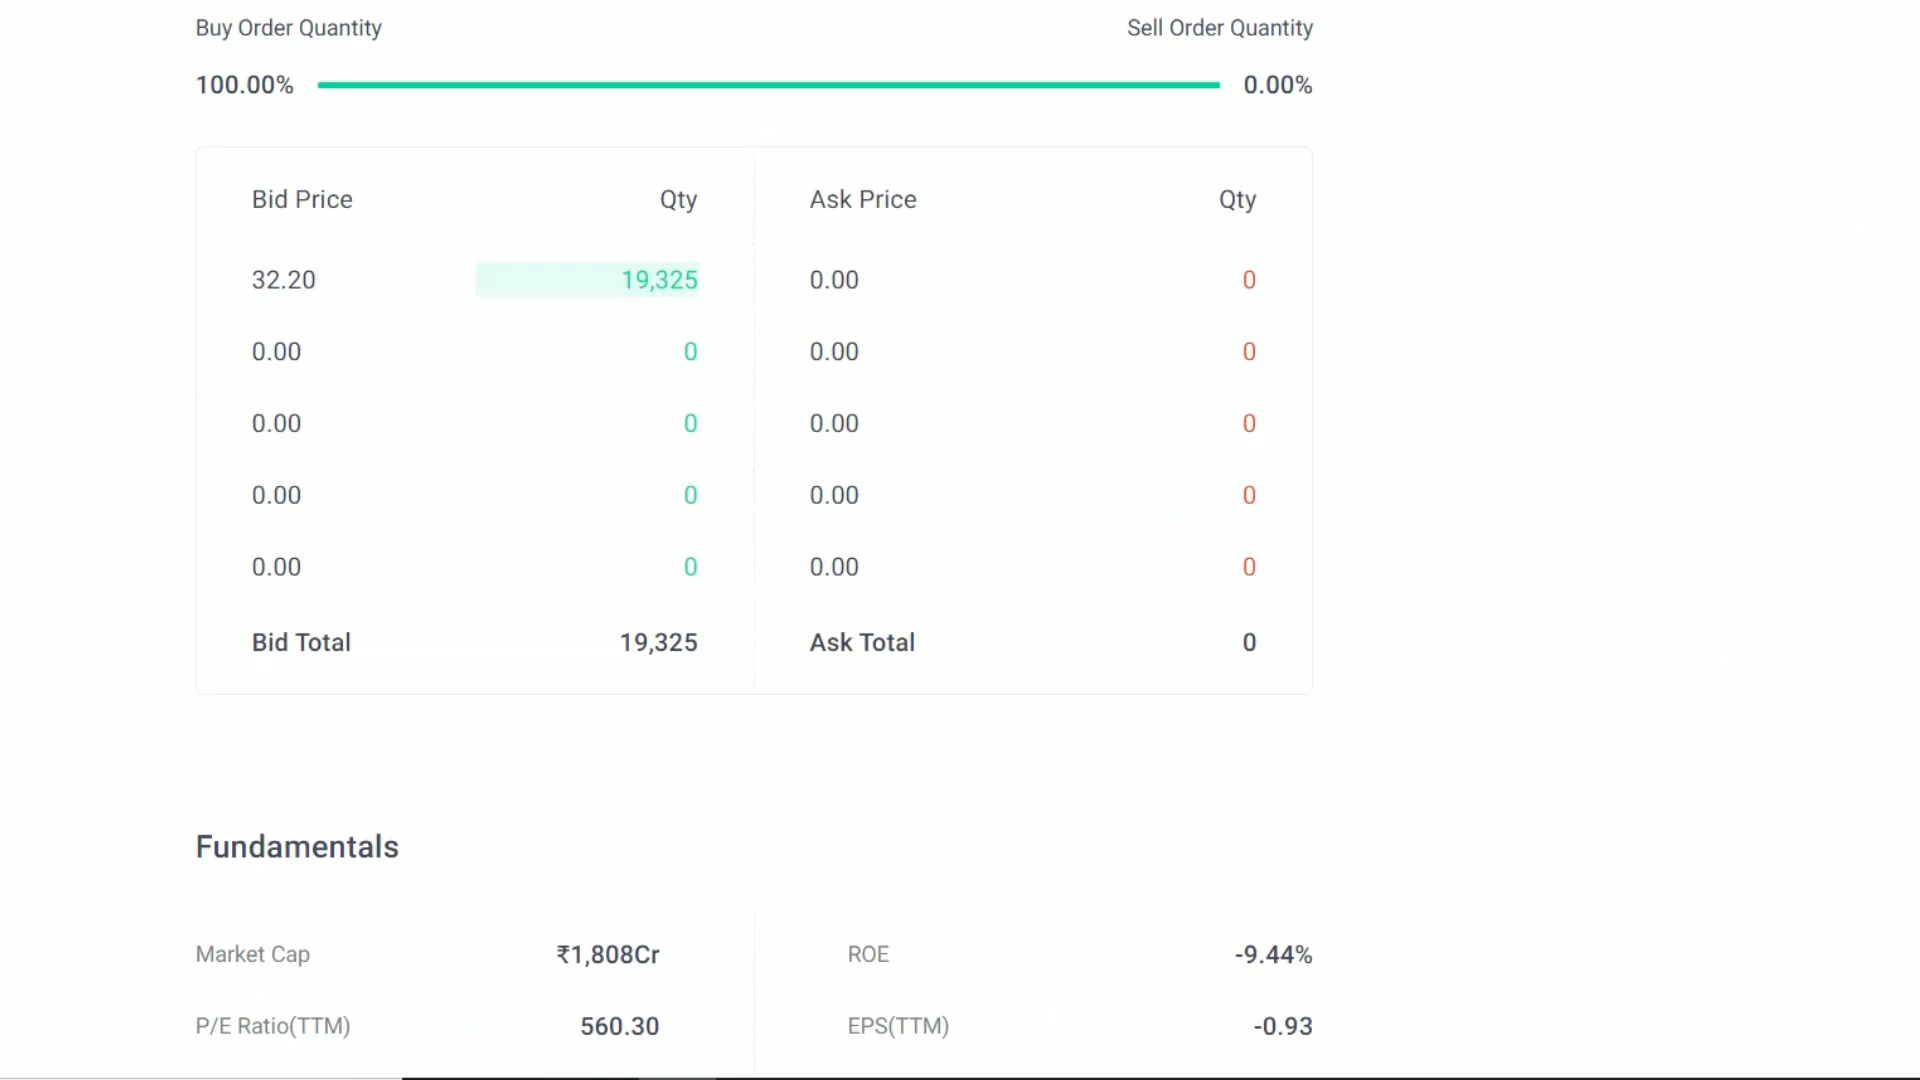 Buy Order Quantity Sell Order Quantity
100.00% 0.00%
Bid Price Qty Ask Price Qty
32.20 19,325 0.00 0
0.00 0 0.00 0
0.00 0 0.00 0
0.00 0 0.00 0
0.00 0 0.00 0
Bid Total 19,325 Ask Total 0
Fundamentals
Market Cap ₹1,808Cr ROE -9.44%
P/E Ratio(TTM) 560.30 EPS(TTM) -0.93